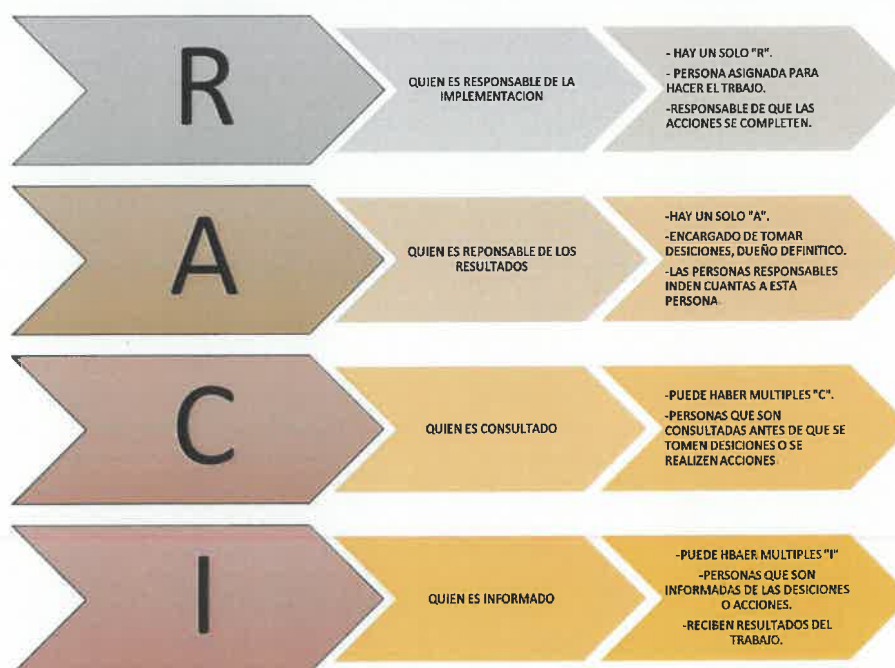 R
QUIEN ES RESPONSABLE DE LA
IMPLEMENTACION
- HAY UN SOLO "R".
- PERSONA ASIGNADA PARA
HACER EL TRBAJO.
-RESPONSABLE DE QUE LAS
ACCIONES SE COMPLETEN.
A
QUIEN ES REPONSABLE DE LOS
RESULTADOS
-HAY UN SOLO "A".
-ENCARGADO DE TOMAR
DESICIONES, DUEÑO DEFINITICO.
-LAS PERSONAS RESPONSABLES
INDEN CUANTAS A ESTA
PERSONA.
C
QUIEN ES CONSULTADO
-PUEDE HABER MULTIPLES "C".
-PERSONAS QUE SON
CONSULTADAS ANTES DE QUE SE
TOMEN DESICIONES O SE
REALIZEN ACCIONES
I
QUIEN ES INFORMADO
-PUEDE HBAER MULTIPLES "I"
-PERSONAS QUE SON
INFORMADAS DE LAS DESICIONES
O ACCIONES.
-RECIBEN RESULTADOS DEL
TRABAJO.